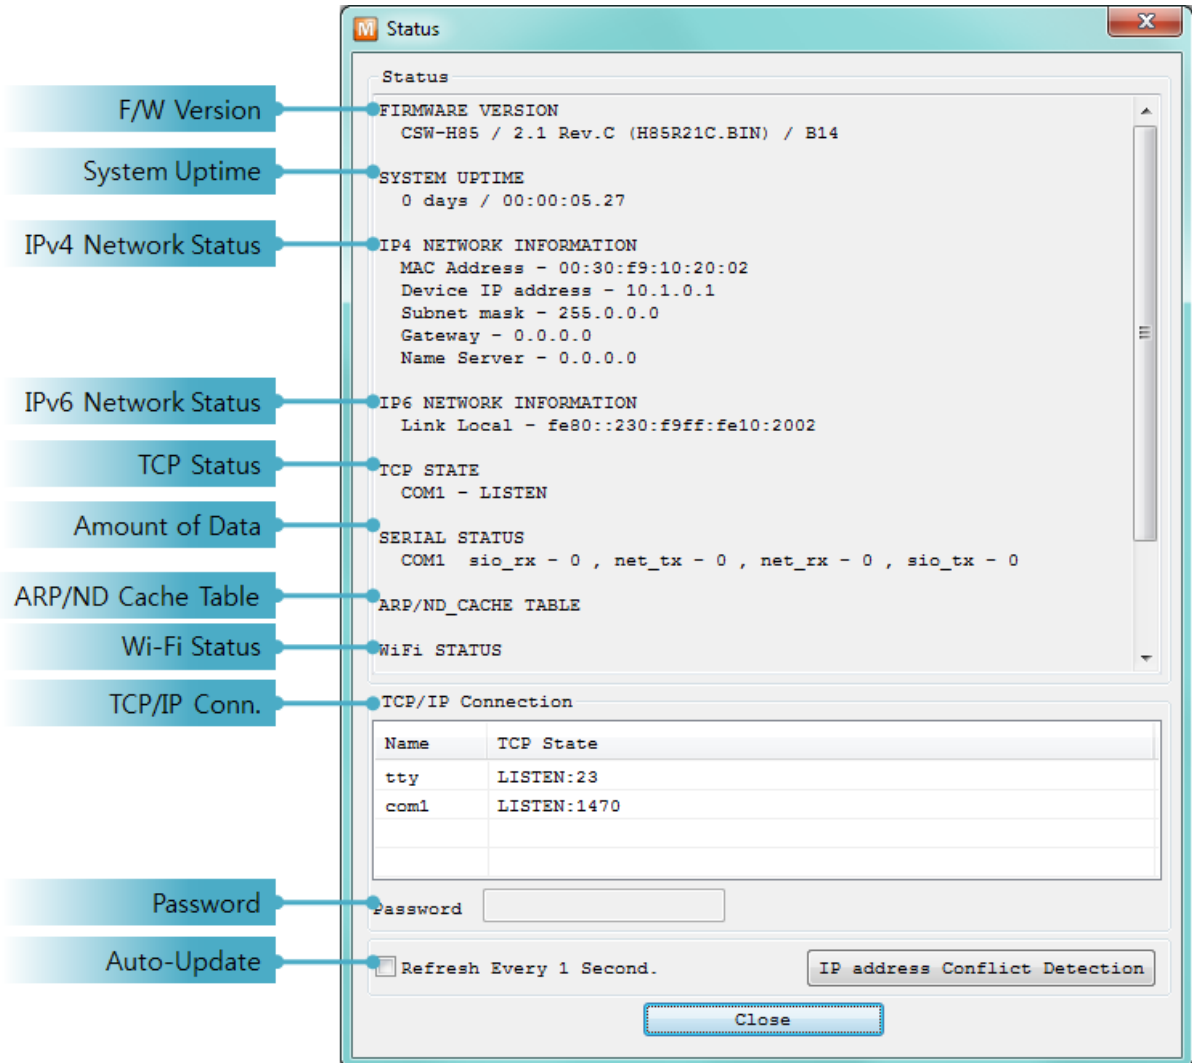 M Status
Status
F/W Version
FIRMWARE VERSION
CSW-H85 / 2.1 Rev.C (H85R21C.BIN) / B14
System Uptime
SYSTEM UPTIME
0 days / 00:00:05.27
IPv4 Network Status
IP4 NETWORK INFORMATION
MAC Address - 00:30:f9:10:20:02
Device IP address - 10.1.0.1
Subnet mask - 255.0.0.0
Gateway - 0.0.0.0
Name Server - 0.0.0.0
IPv6 Network Status
IP6 NETWORK INFORMATION
Link Local - fe80::230:f9ff:fe10:2002
TCP Status
TCP STATE
COM1 - LISTEN
Amount of Data
SERIAL STATUS
COM1 sio_rx - 0 , net_tx - 0 , net_rx - 0 , sio_tx - 0
ARP/ND Cache Table
ARP/ND_CACHE TABLE
Wi-Fi Status
WiFi STATUS
TCP/IP Conn.
TCP/IP Connection
Name TCP State
tty LISTEN:23
com1 LISTEN:1470
Password
Password
Auto-Update
Refresh Every 1 Second. IP address Conflict Detection
Close